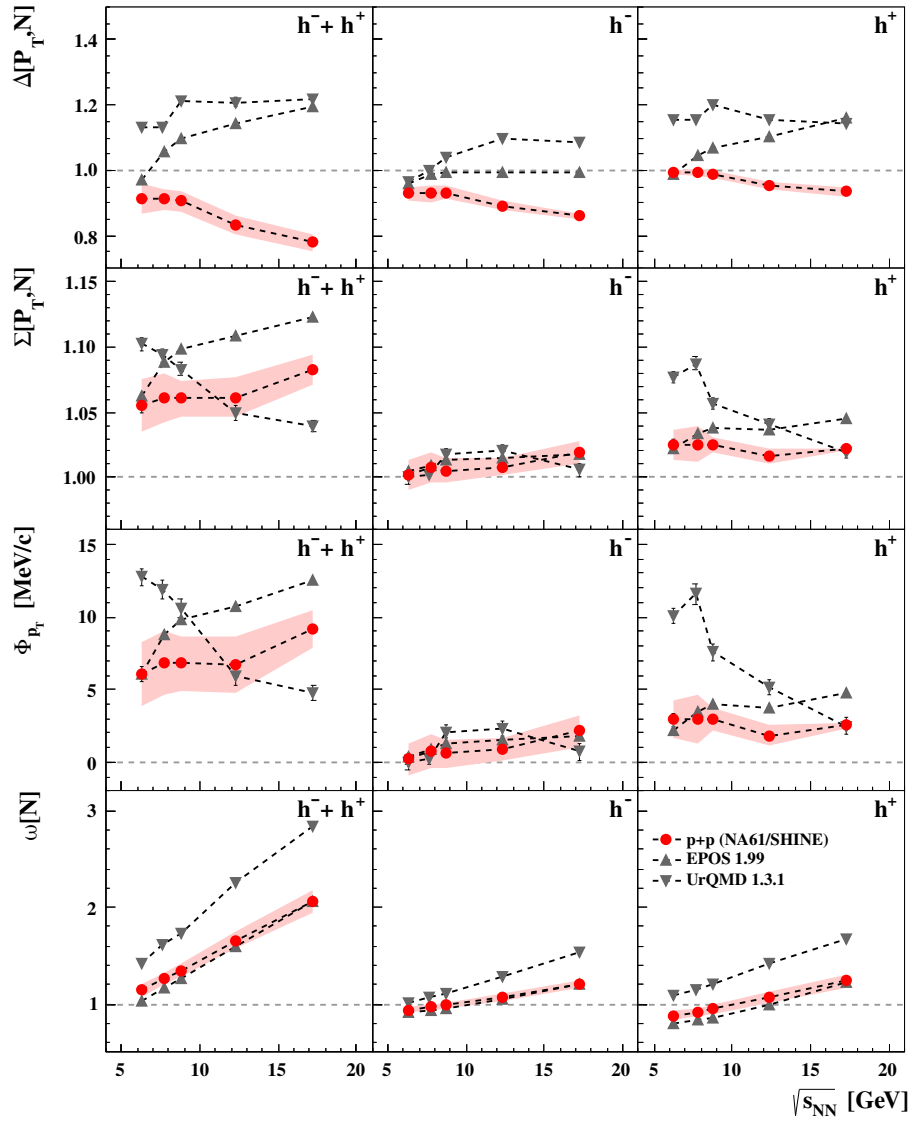 Δ[P_T,N]
h⁻+ h⁺
h⁻
h⁺
1.4
1.2
1.0
0.8
Σ[P_T,N]
h⁻+ h⁺
h⁻
h⁺
1.15
1.10
1.05
1.00
Φ_{p_T} [MeV/c]
h⁻+ h⁺
h⁻
h⁺
15
10
5
0
ω[N]
h⁻+ h⁺
h⁻
h⁺
3
2
1
p+p (NA61/SHINE)
EPOS 1.99
UrQMD 1.3.1
5 10 15 20 5 10 15 20 5 10 15 20
√s_NN [GeV]